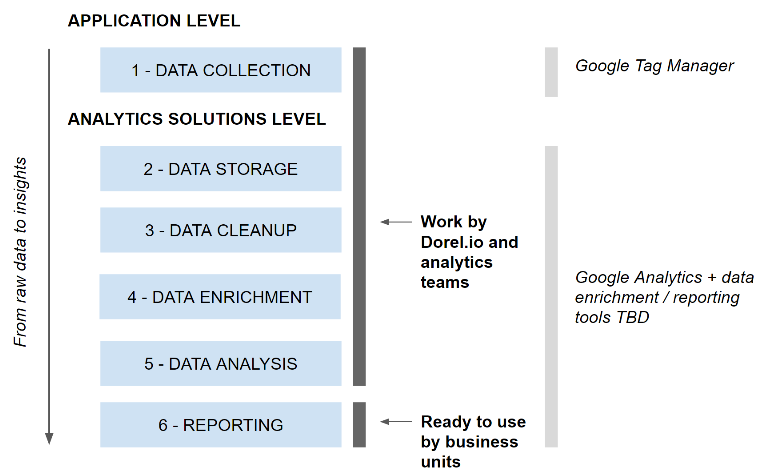 APPLICATION LEVEL
1 - DATA COLLECTION
Google Tag Manager
ANALYTICS SOLUTIONS LEVEL
2 - DATA STORAGE
3 - DATA CLEANUP
4 - DATA ENRICHMENT
5 - DATA ANALYSIS
6 - REPORTING
From raw data to insights
Work by
Dorel.io and
analytics
teams
Ready to use
by business
units
Google Analytics + data
enrichment / reporting
tools TBD